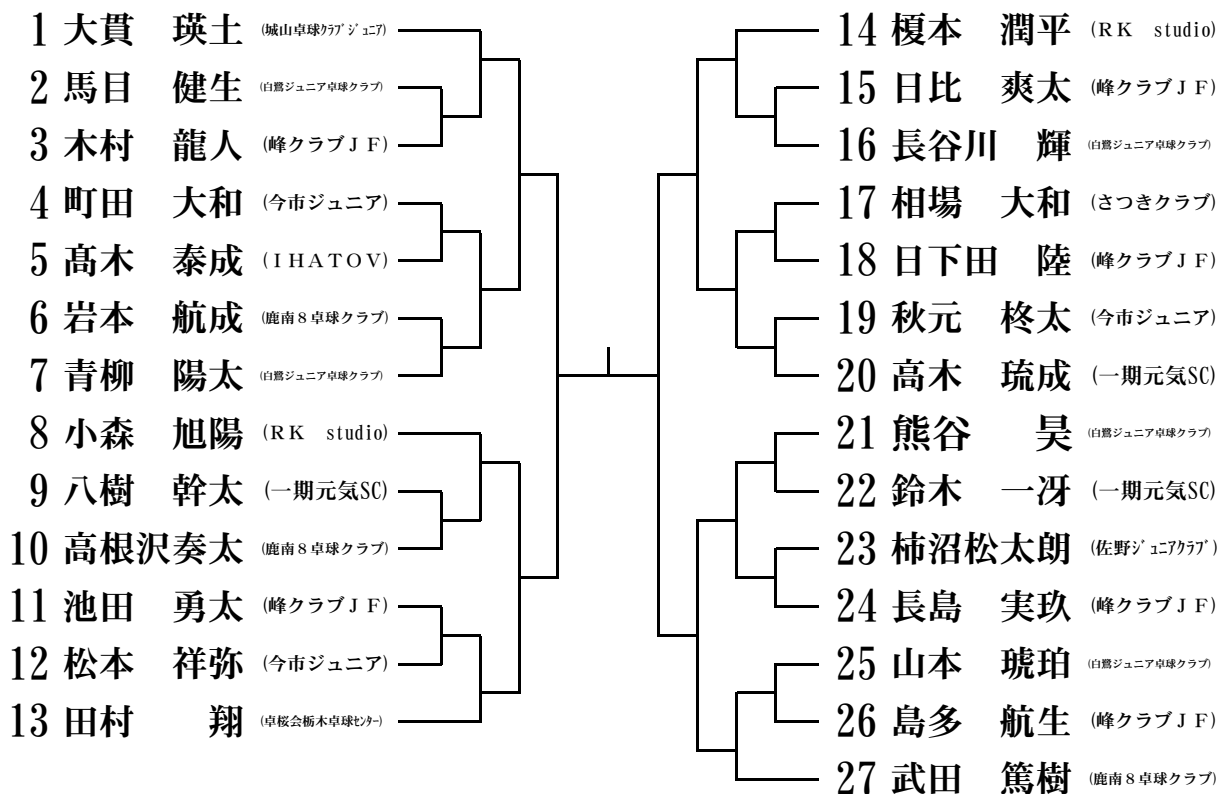 1 大貫　瑛土 (城山卓球ｸﾗﾌﾞｼﾞｭﾆｱ)
2 馬目　健生 (白鷺ジュニア卓球クラブ)
3 木村　龍人 (峰クラブＪＦ)
4 町田　大和 (今市ジュニア)
5 髙木　泰成 (ＩＨＡＴＯＶ)
6 岩本　航成 (鹿南８卓球クラブ)
7 青柳　陽太 (白鷺ジュニア卓球クラブ)
8 小森　旭陽 (ＲＫ　studio)
9 八樹　幹太 (一期元気SC)
10 高根沢奏太 (鹿南８卓球クラブ)
11 池田　勇太 (峰クラブＪＦ)
12 松本　祥弥 (今市ジュニア)
13 田村　　翔 (卓桜会栃木卓球ｾﾝﾀｰ)
14 榎本　潤平 (ＲＫ　studio)
15 日比　爽太 (峰クラブＪＦ)
16 長谷川　輝 (白鷺ジュニア卓球クラブ)
17 相場　大和 (さつきクラブ)
18 日下田　陸 (峰クラブＪＦ)
19 秋元　柊太 (今市ジュニア)
20 高木　琉成 (一期元気SC)
21 熊谷　　昊 (白鷺ジュニア卓球クラブ)
22 鈴木　一冴 (一期元気SC)
23 柿沼松太朗 (佐野ｼﾞｭﾆｱｸﾗﾌﾞ)
24 長島　実玖 (峰クラブＪＦ)
25 山本　琥珀 (白鷺ジュニア卓球クラブ)
26 島多　航生 (峰クラブＪＦ)
27 武田　篤樹 (鹿南８卓球クラブ)